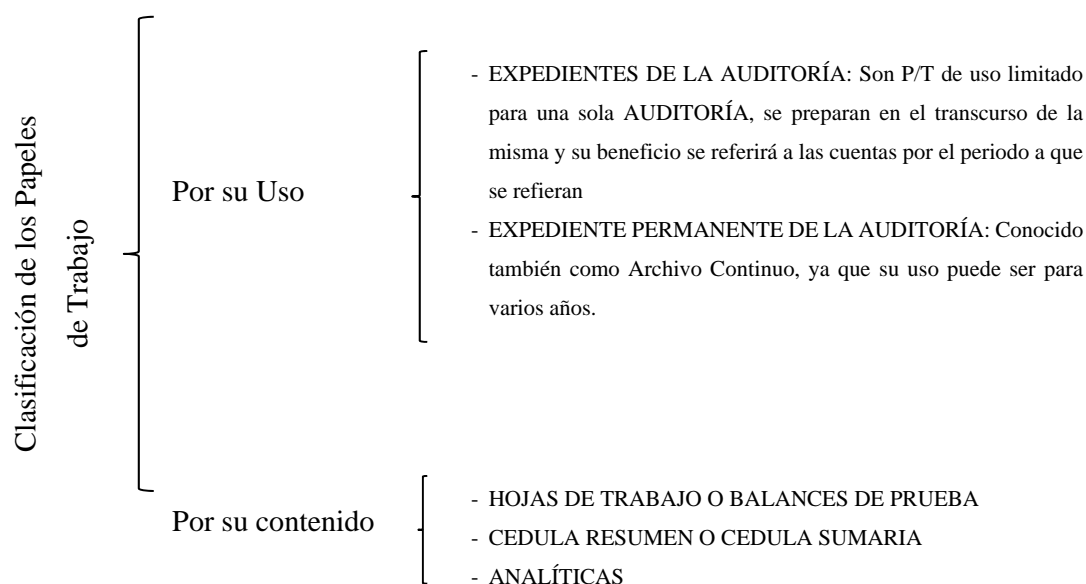 Clasificación de los Papeles
de Trabajo
Por su Uso
- EXPEDIENTES DE LA AUDITORÍA: Son P/T de uso limitado
para una sola AUDITORÍA, se preparan en el transcurso de la
misma y su beneficio se referirá a las cuentas por el periodo a que
se refieran
- EXPEDIENTE PERMANENTE DE LA AUDITORÍA: Conocido
también como Archivo Continuo, ya que su uso puede ser para
varios años.
Por su contenido
- HOJAS DE TRABAJO O BALANCES DE PRUEBA
- CEDULA RESUMEN O CEDULA SUMARIA
- ANALÍTICAS